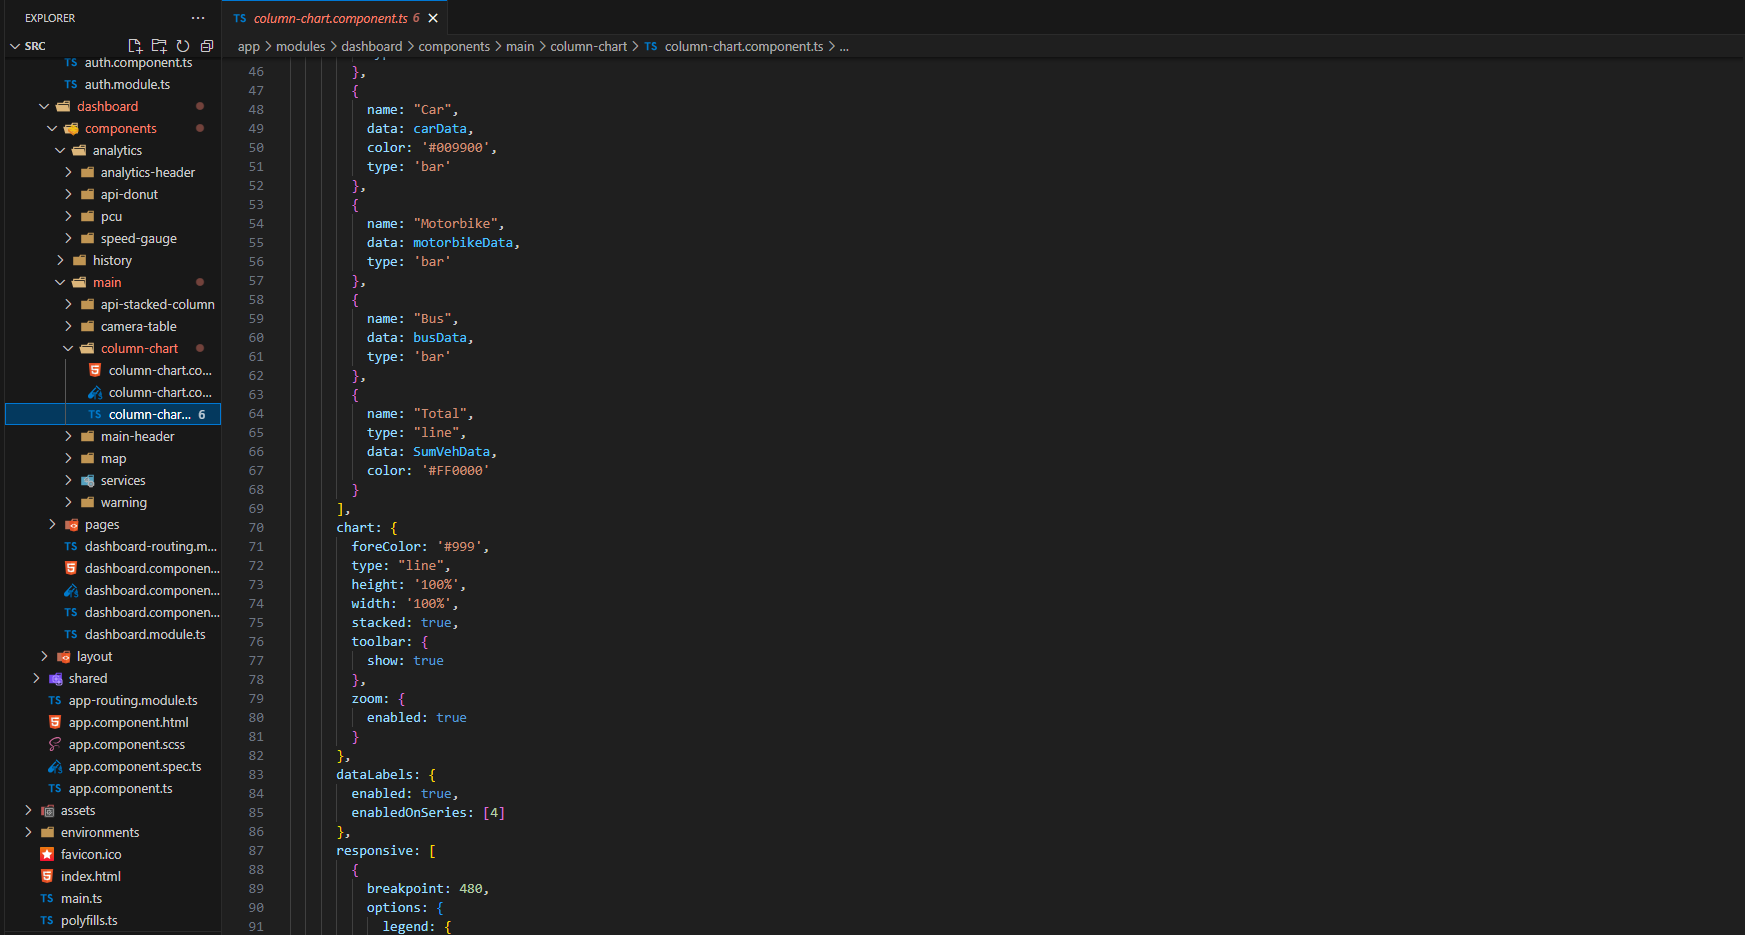 EXPLORER
SRC
auth.component.ts
TS auth.module.ts
dashboard
components
analytics
analytics-header
api-donut
pcu
speed-gauge
history
main
api-stacked-column
camera-table
column-chart
column-chart.co...
column-chart.co...
TS column-char... 6
main-header
map
services
warning
pages
TS dashboard-routing.m...
dashboard.componen...
dashboard.componen...
TS dashboard.componen...
TS dashboard.module.ts
layout
shared
TS app-routing.module.ts
app.component.html
app.component.scss
app.component.spec.ts
TS app.component.ts
assets
environments
favicon.ico
index.html
TS main.ts
TS polyfills.ts
TS column-chart.component.ts 6
app > modules > dashboard > components > main > column-chart > TS column-chart.component.ts > ...
46 },
47 {
48 name: "Car",
49 data: carData,
50 color: '#009900',
51 type: 'bar'
52 },
53 {
54 name: "Motorbike",
55 data: motorbikeData,
56 type: 'bar'
57 },
58 {
59 name: "Bus",
60 data: busData,
61 type: 'bar'
62 },
63 {
64 name: "Total",
65 type: "line",
66 data: SumVehData,
67 color: '#FF0000'
68 }
69 ],
70 chart: {
71 foreColor: '#999',
72 type: "line",
73 height: '100%',
74 width: '100%',
75 stacked: true,
76 toolbar: {
77 show: true
78 },
79 zoom: {
80 enabled: true
81 }
82 },
83 dataLabels: {
84 enabled: true,
85 enabledOnSeries: [4]
86 },
87 responsive: [
88 {
89 breakpoint: 480,
90 options: {
91 legend: {